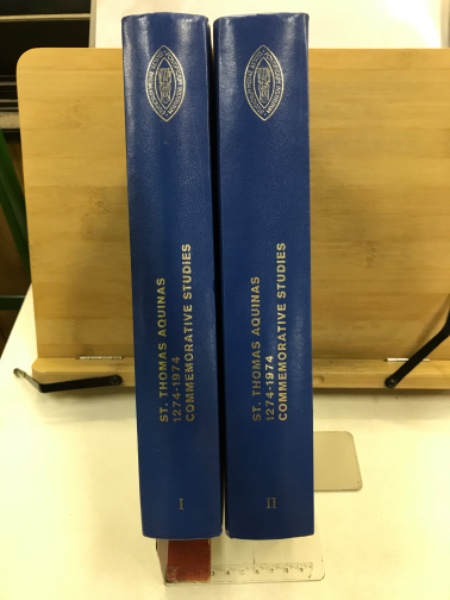 ST. THOMAS AQUINAS
1274-1974
COMMEMORATIVE STUDIES
I
ST. THOMAS AQUINAS
1274-1974
COMMEMORATIVE STUDIES
II